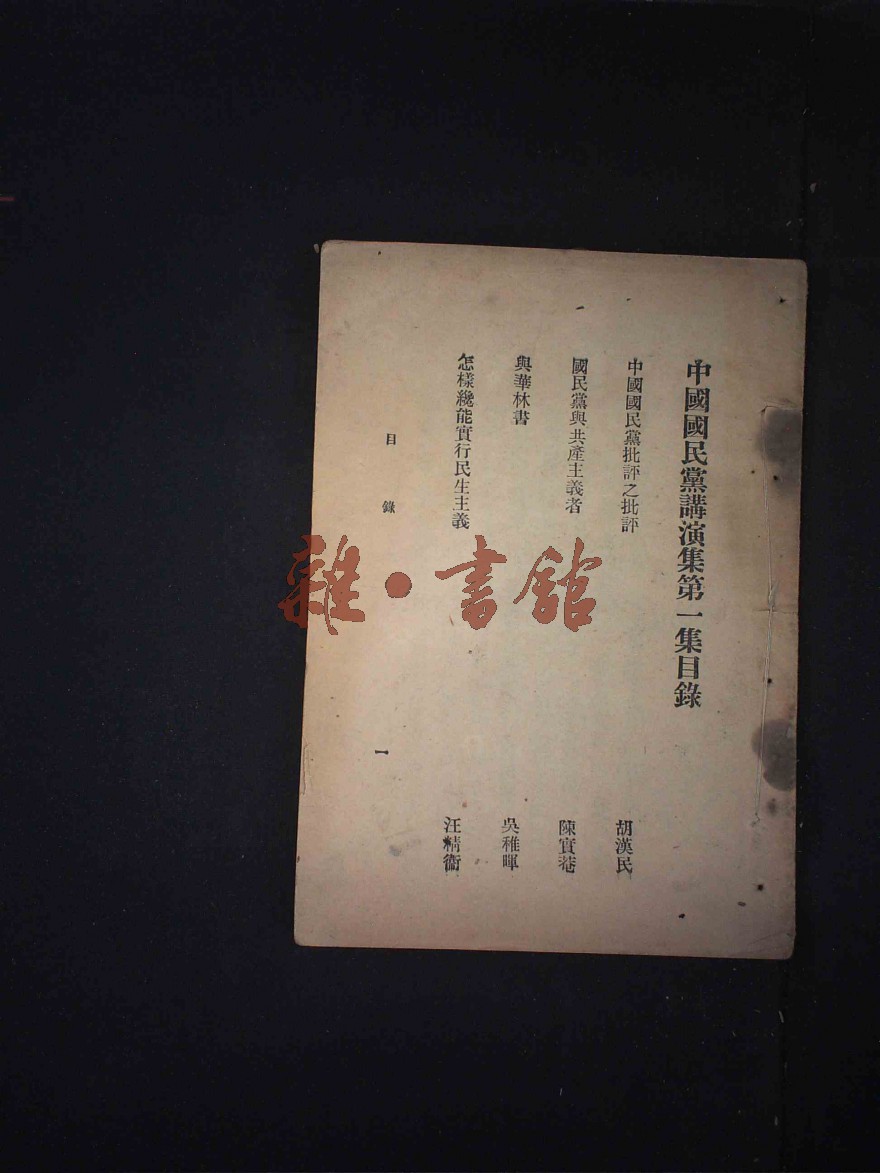 中國國民黨講演集第一集目錄
中國國民黨批評之批評 胡漢民
國民黨與共產主義者 陳實菴
與華林書 吳稚暉
怎樣纔能實行民生主義 汪精衞
目錄 一
雜・書館